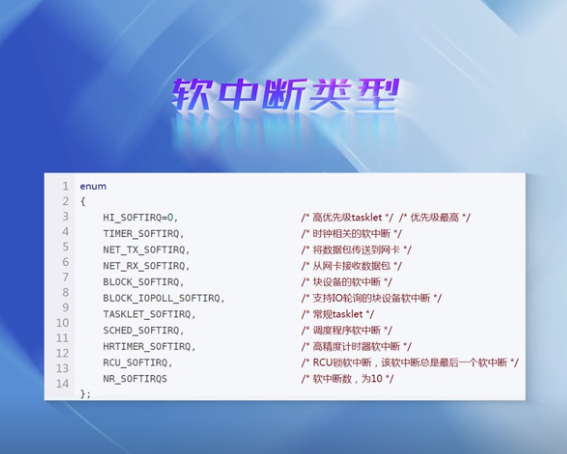 软中断类型
1 enum
2 {
3 HI_SOFTIRQ=0, /* 高优先级tasklet */ /* 优先级最高 */
4 TIMER_SOFTIRQ, /* 时钟相关的软中断 */
5 NET_TX_SOFTIRQ, /* 将数据包传送到网卡 */
6 NET_RX_SOFTIRQ, /* 从网卡接收数据包 */
7 BLOCK_SOFTIRQ, /* 块设备的软中断 */
8 BLOCK_IOPOLL_SOFTIRQ, /* 支持IO轮询的块设备软中断 */
9 TASKLET_SOFTIRQ, /* 常规tasklet */
10 SCHED_SOFTIRQ, /* 调度程序软中断 */
11 HRTIMER_SOFTIRQ, /* 高精度计时器软中断 */
12 RCU_SOFTIRQ, /* RCU锁软中断，该软中断总是最后一个软中断 */
13 NR_SOFTIRQS /* 软中断数，为10 */
14 };